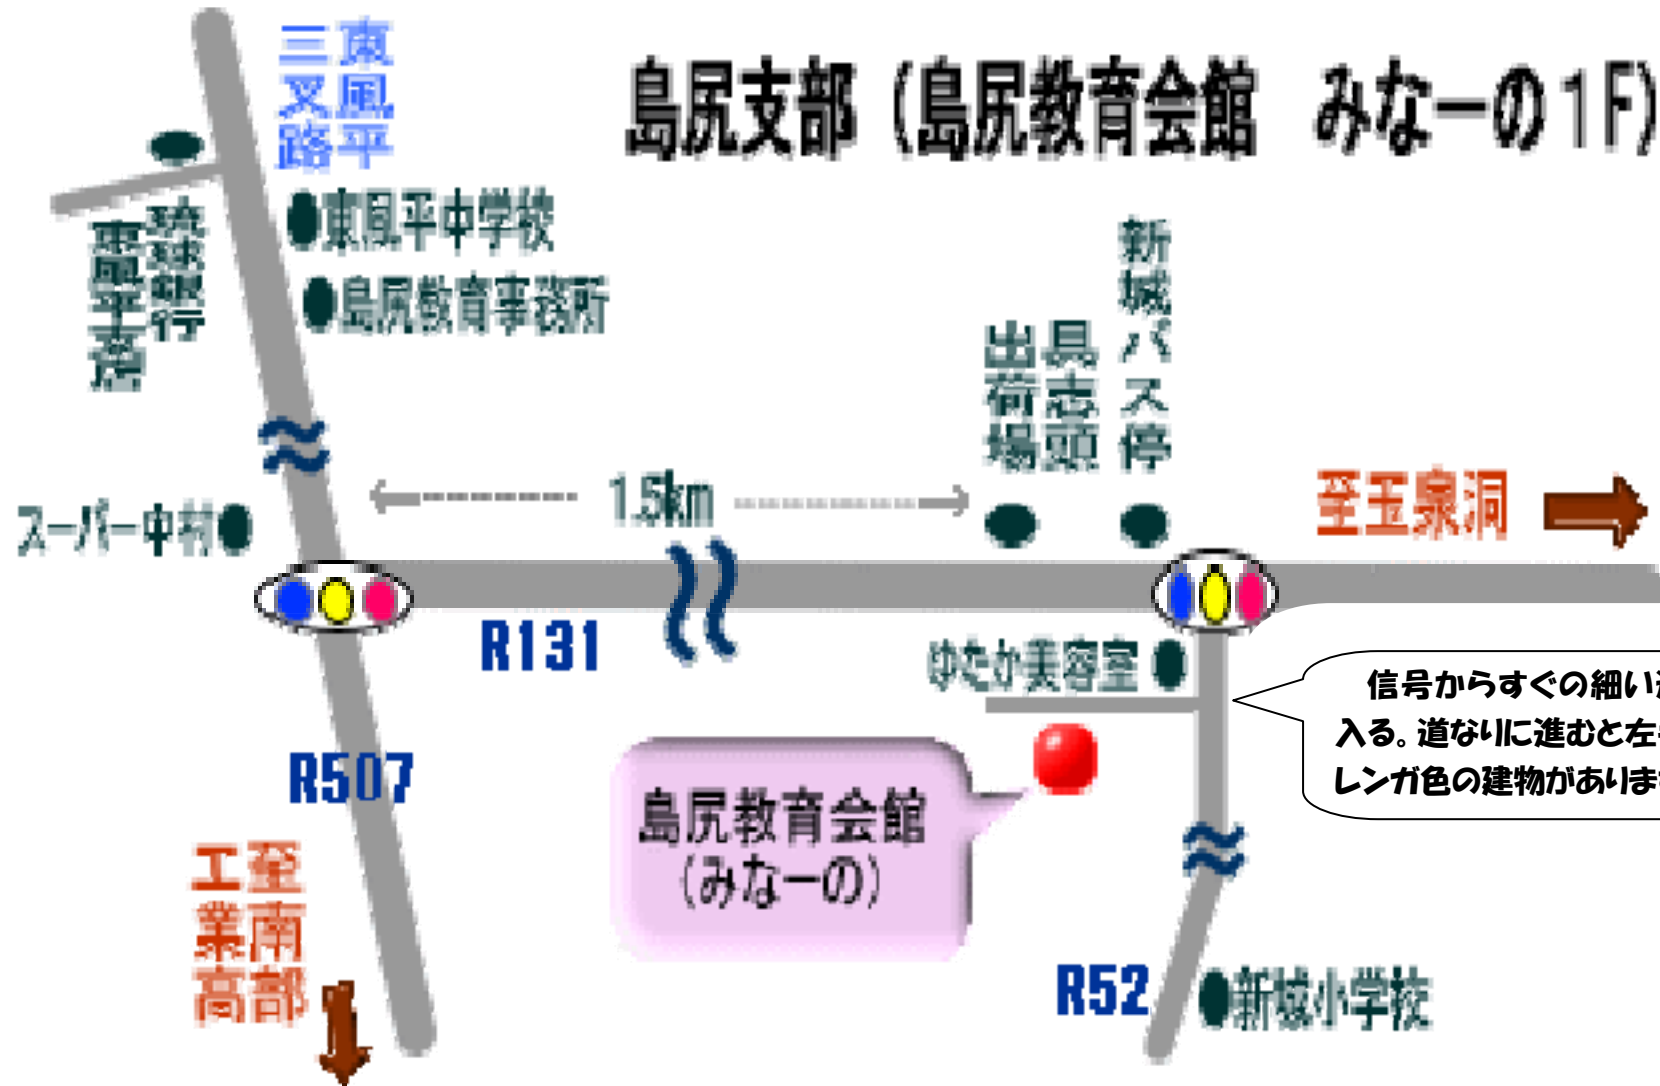 島尻支部（島尻教育会館　みなーの１F）
東風平
三叉路
東風平中学校
島尻教育事務所
琉球銀行
東風平支店
新城バス停
具志頭
出荷場
スーパー中村
1.5km
至玉泉洞
R131
ゆたか美容室
信号からすぐの細い
入る。道なりに進むと左
レンガ色の建物がありま
R507
島尻教育会館
（みなーの）
至南部
工業高
R52
新城小学校